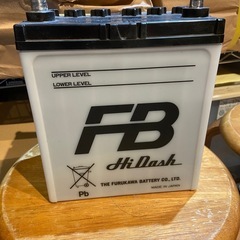 UPPER LEVEL
LOWER LEVEL
FB
Hi Dash
THE FURUKAWA BATTERY CO., LTD.
MADE IN JAPAN
Pb